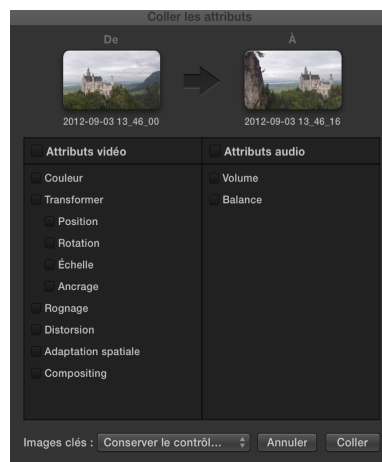 Coller les attributs
De
À
2012-09-03 13_46_00
2012-09-03 13_46_16
Attributs vidéo
Attributs audio
Couleur
Volume
Transformer
Balance
Position
Rotation
Échelle
Ancrage
Rognage
Distorsion
Adaptation spatiale
Compositing
Images clés : Conserver le contrôl... Annuler Coller